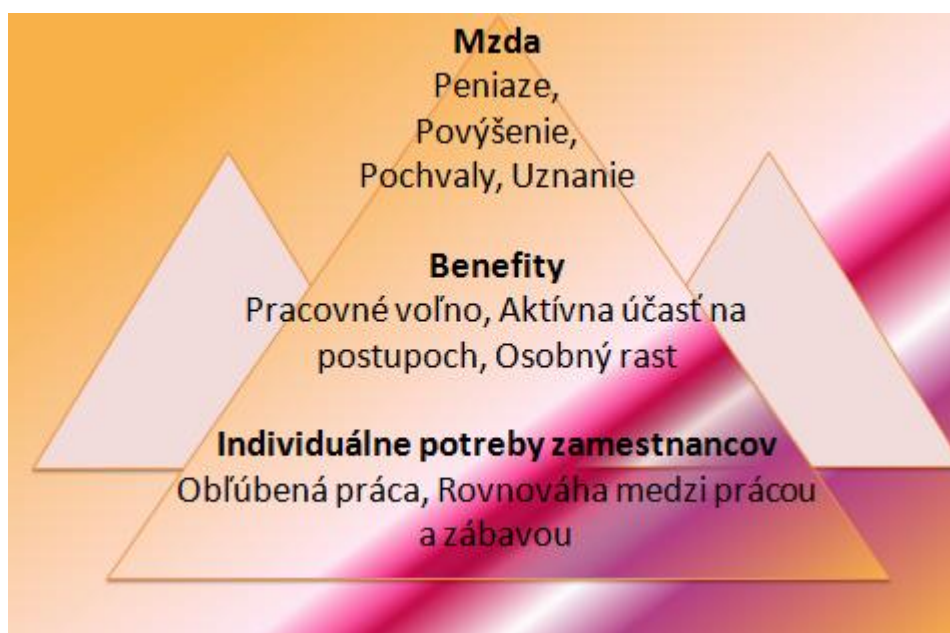 Mzda
Peniaze,
Povýšenie,
Pochvaly, Uznanie
Benefity
Pracovné voľno, Aktívna účasť na
postupoch, Osobný rast
Individuálne potreby zamestnancov
Obľúbená práca, Rovnováha medzi prácou
a zábavou